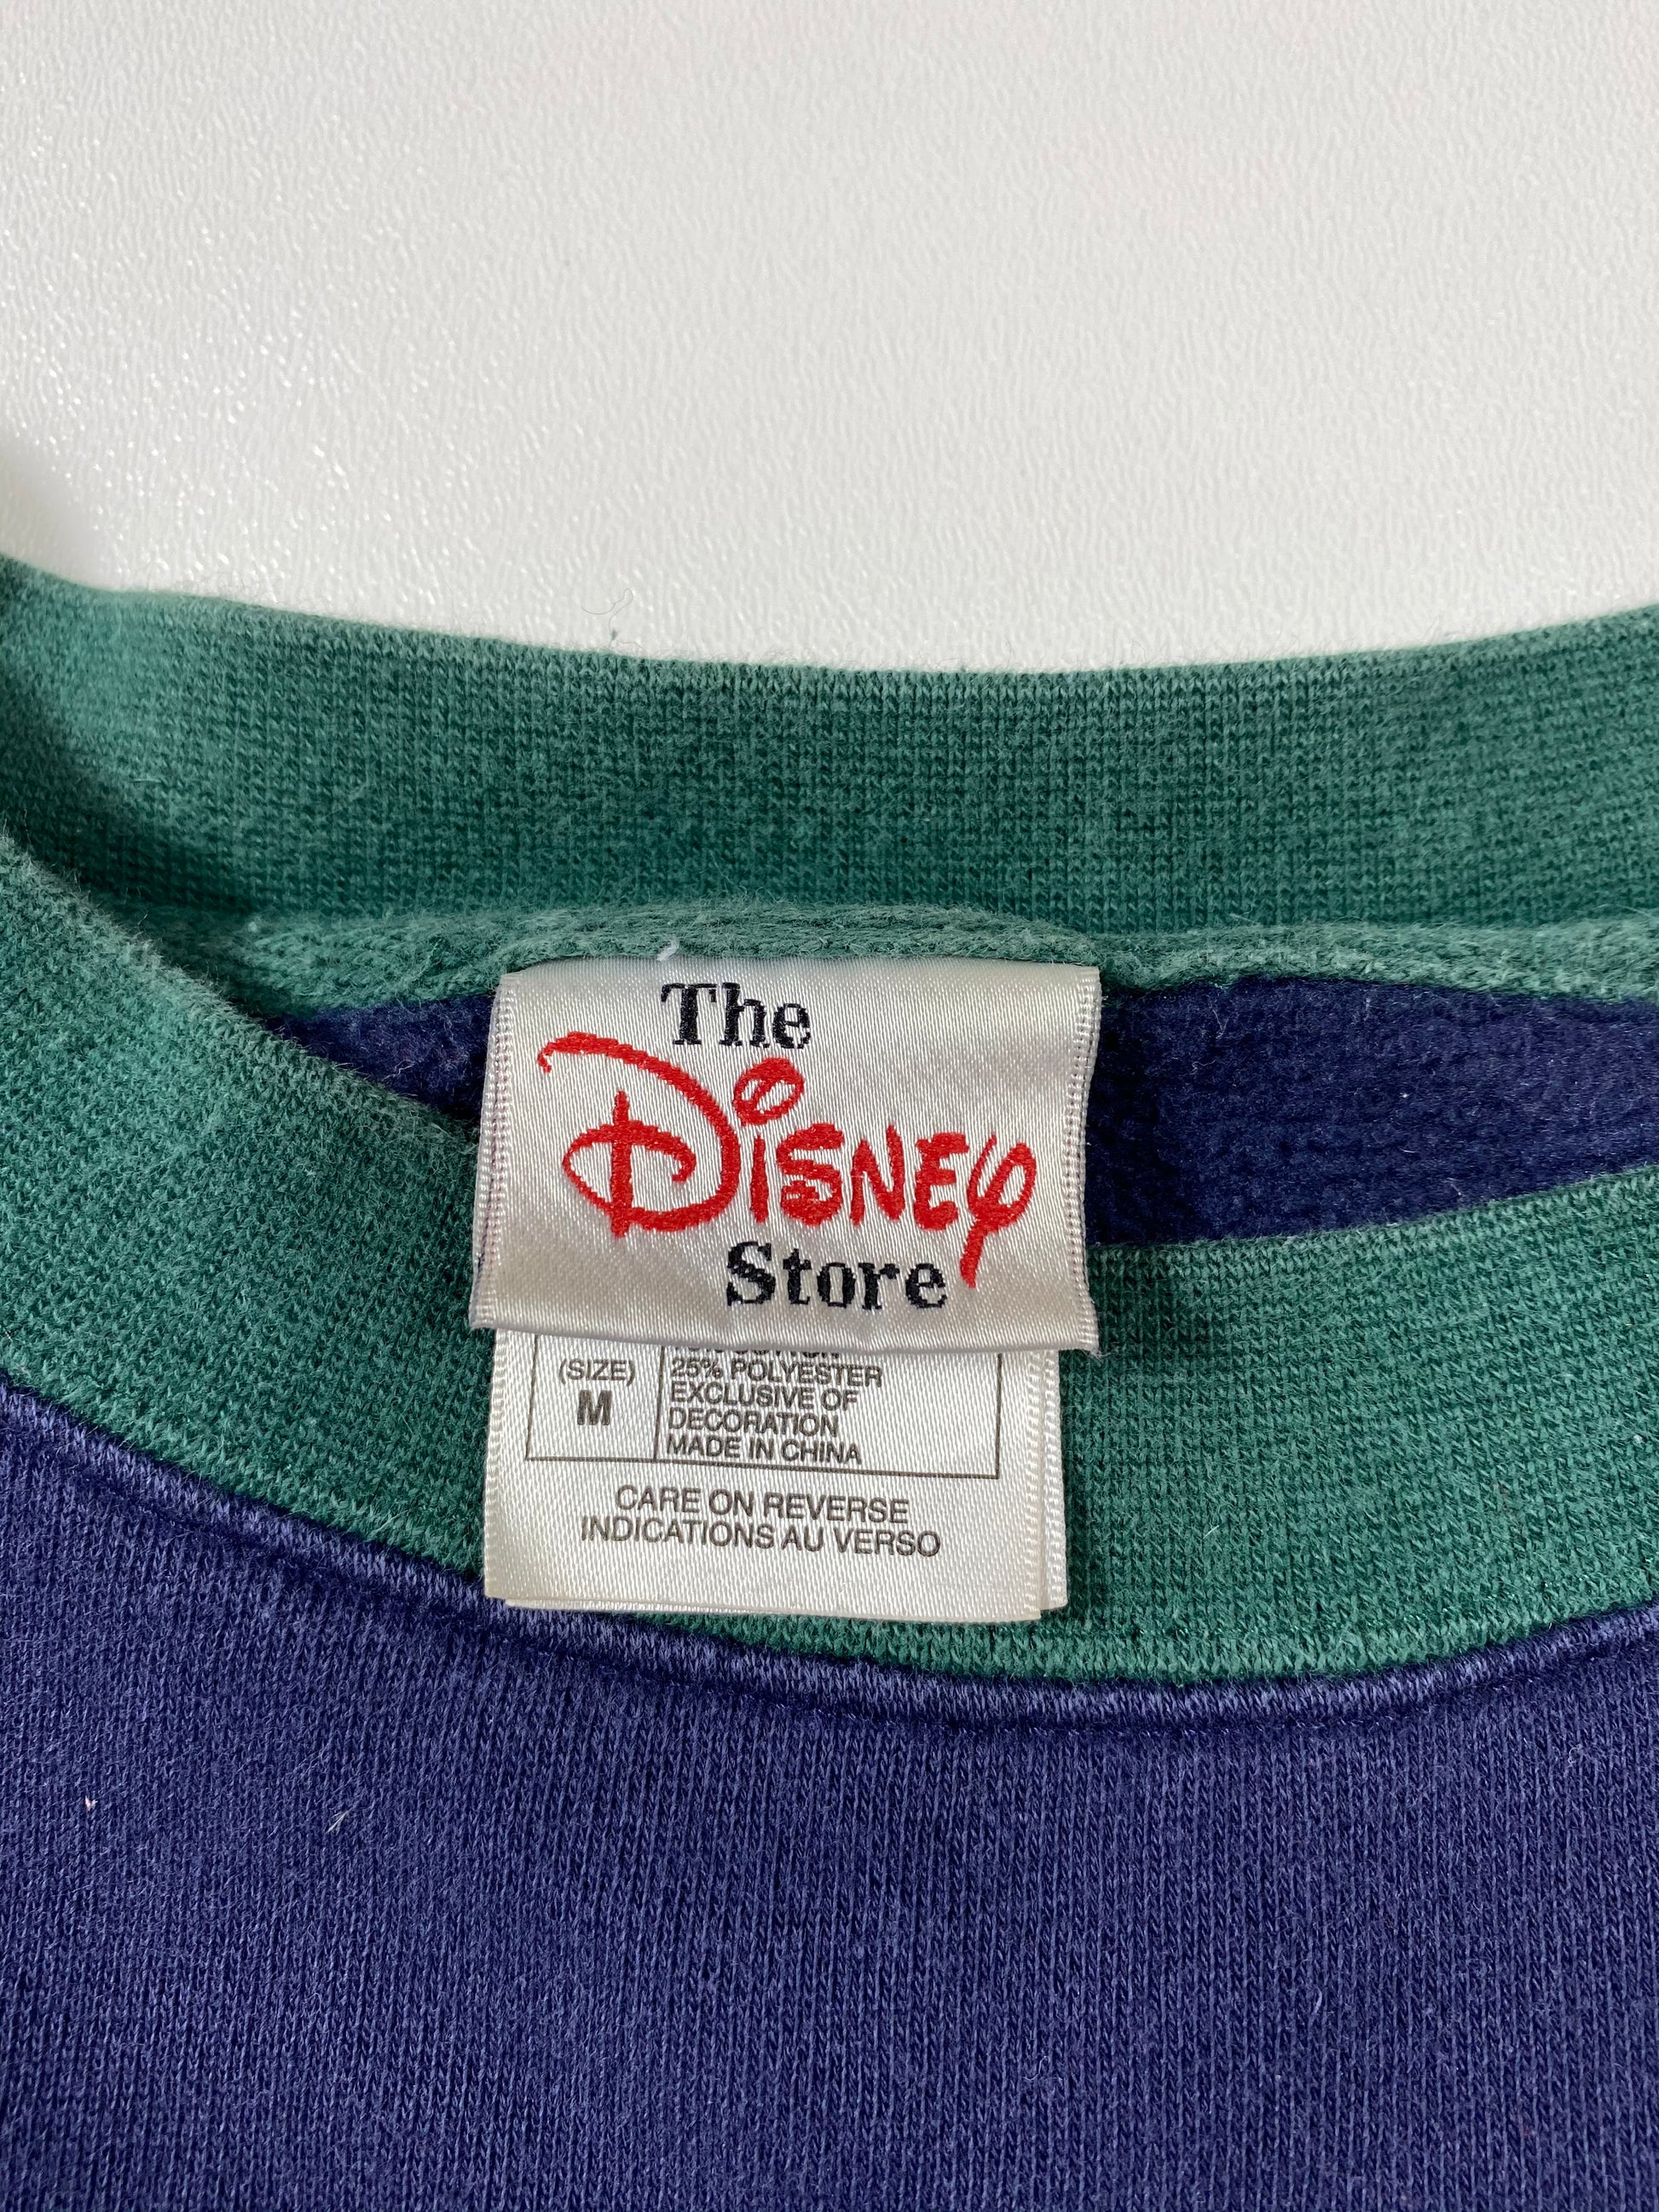 The
Disney
Store
(SIZE)
M
25% POLYESTER
EXCLUSIVE OF
DECORATION
MADE IN CHINA
CARE ON REVERSE
INDICATIONS AU VERSO